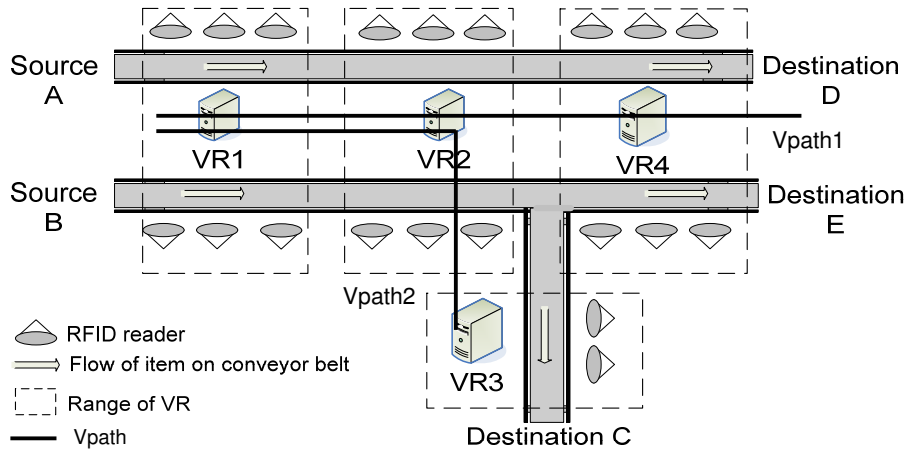 Source
A
Destination
D
VR1
VR2
VR4
Vpath1
Source
B
Destination
E
Vpath2
VR3
RFID reader
Flow of item on conveyor belt
Range of VR
Vpath
Destination C